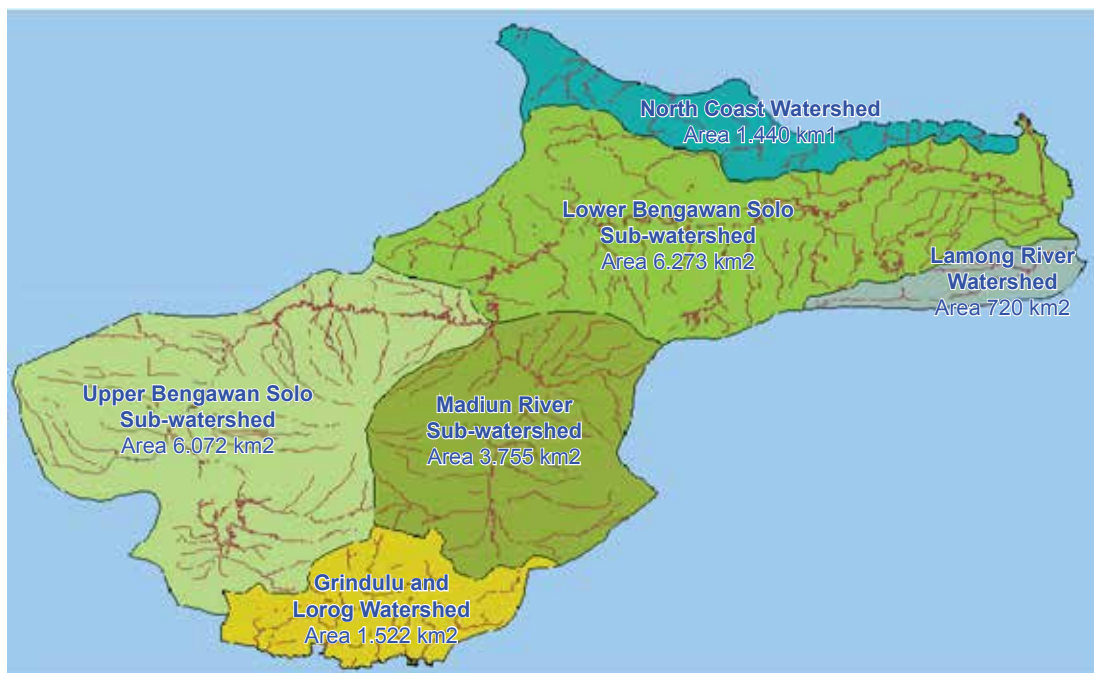 North Coast Watershed
Area 1.440 km1
Lower Bengawan Solo
Sub-watershed
Area 6.273 km2
Lamong River
Watershed
Area 720 km2
Upper Bengawan Solo
Sub-watershed
Area 6.072 km2
Madiun River
Sub-watershed
Area 3.755 km2
Grindulu and
Lorog Watershed
Area 1.522 km2